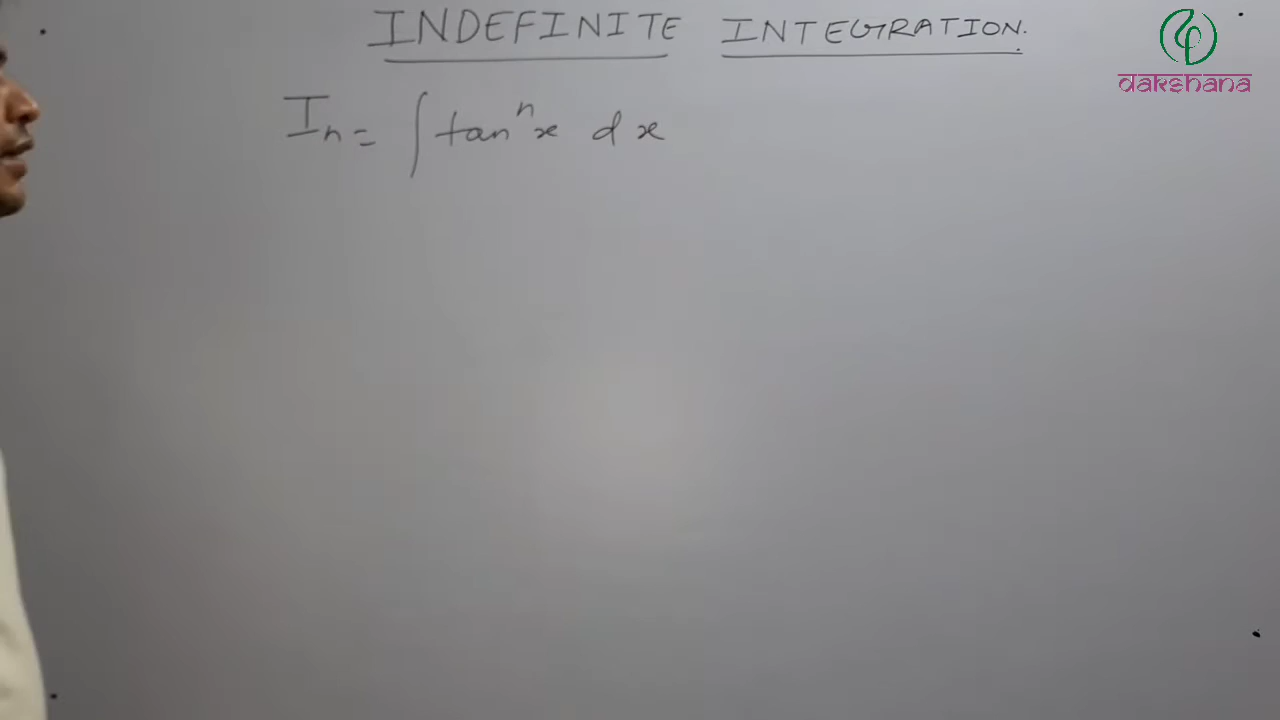 INDEFINITE INTEGRATION.
dakshana
Iₙ = ∫ tanⁿx dx